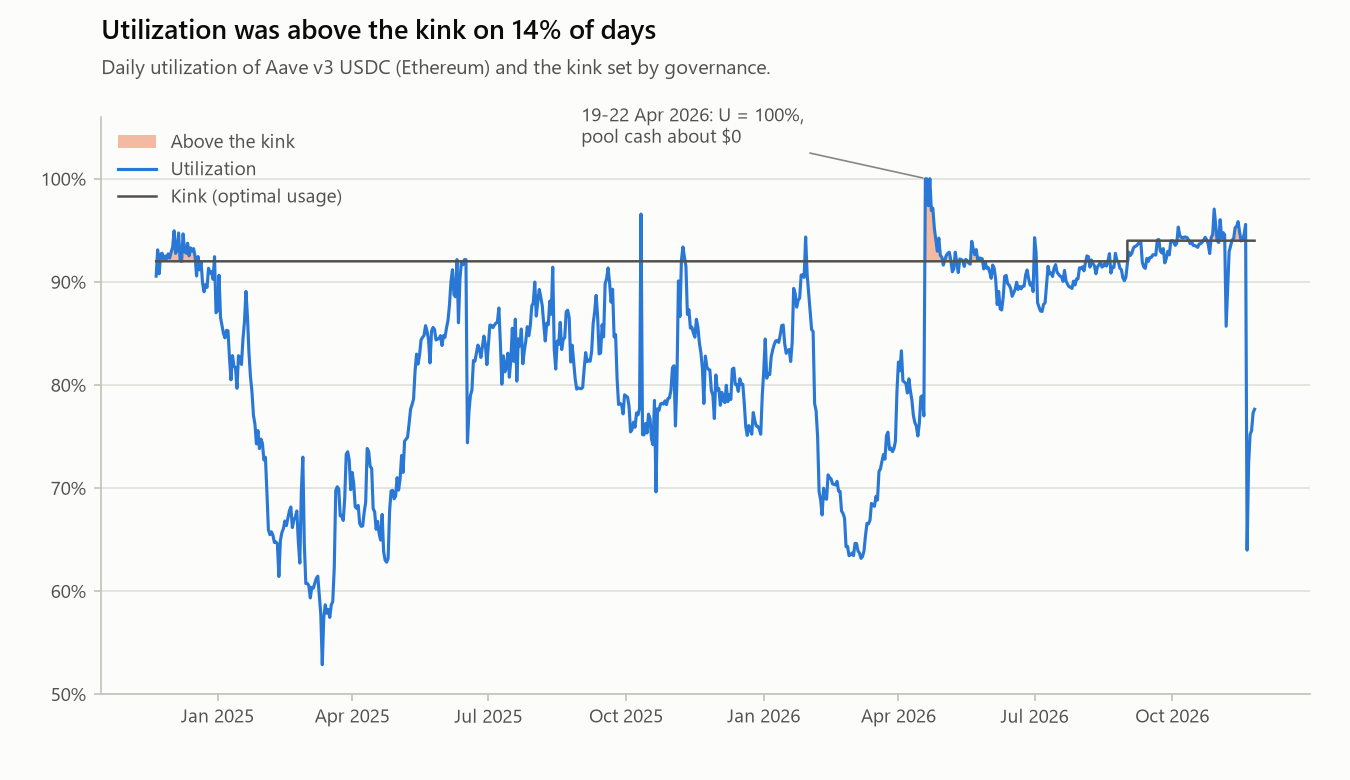 Utilization was above the kink on 14% of days
Daily utilization of Aave v3 USDC (Ethereum) and the kink set by governance.
19-22 Apr 2026: U = 100%,
pool cash about $0
Above the kink
Utilization
Kink (optimal usage)
100%
90%
80%
70%
60%
50%
Jan 2025
Apr 2025
Jul 2025
Oct 2025
Jan 2026
Apr 2026
Jul 2026
Oct 2026